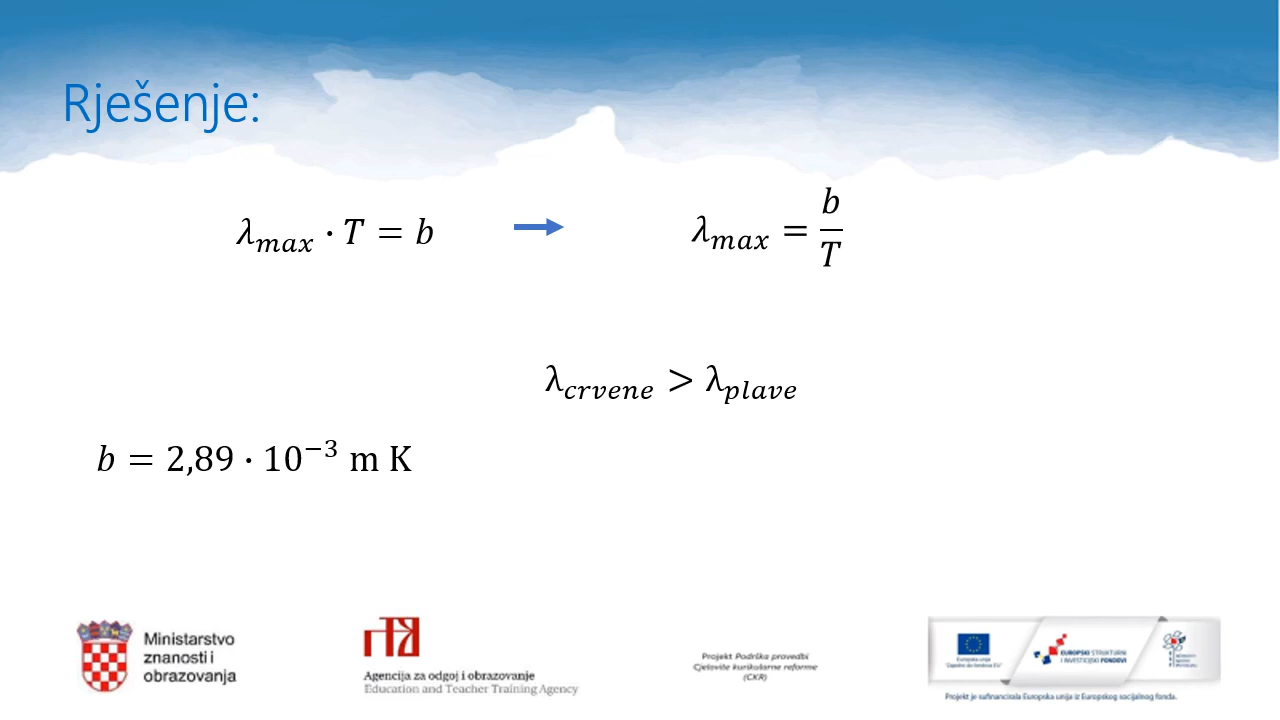 Rješenje:
λ_max · T = b → λ_max = b/T
λ_crvene > λ_plave
b = 2,89 · 10⁻³ m K
Ministarstvo
znanosti i
obrazovanja
Agencija za odgoj i obrazovanje
Education and Teacher Training Agency
Projekt Podrška provedbi
Cjelovite kurikularne reforme
(CKR)
Europska unija
"Zajedno do fondova EU"
EUROPSKI STRUKTURNI
I INVESTICIJSKI FONDOVI
Projekt je sufinancirala Europska unija iz Europskog socijalnog fonda.